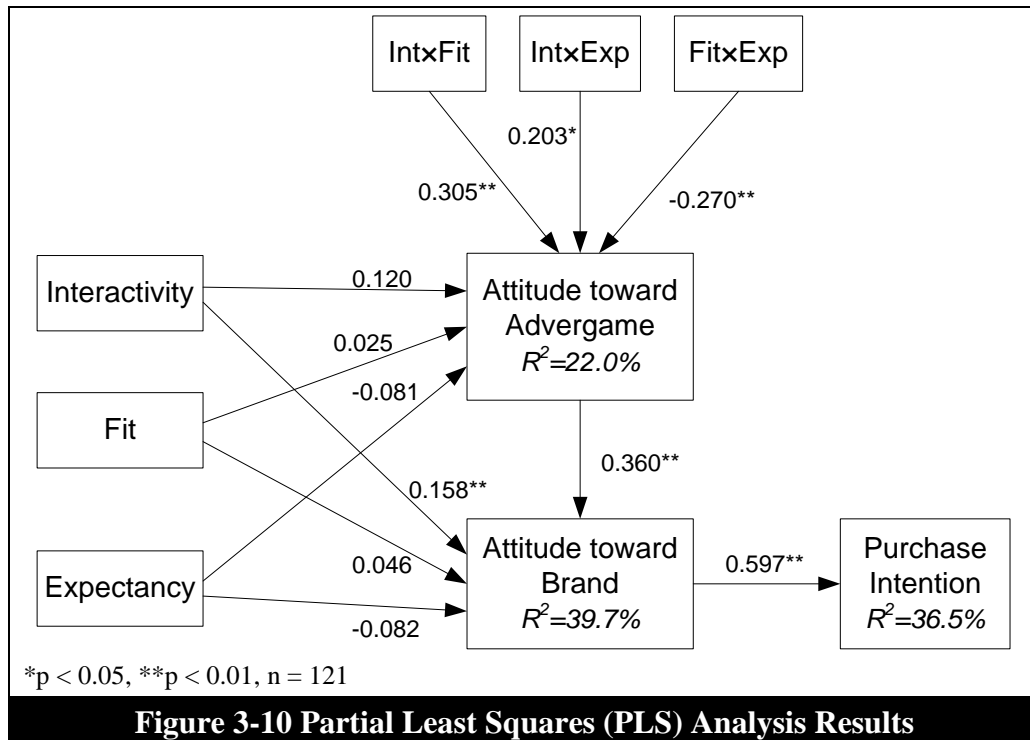 Int×Fit
Int×Exp
Fit×Exp
0.203*
0.305**
-0.270**
Interactivity
0.120
Attitude toward
Advergame
R²=22.0%
0.025
-0.081
Fit
0.360**
0.158**
Expectancy
0.046
-0.082
Attitude toward
Brand
R²=39.7%
0.597**
Purchase
Intention
R²=36.5%
*p < 0.05, **p < 0.01, n = 121
Figure 3-10 Partial Least Squares (PLS) Analysis Results